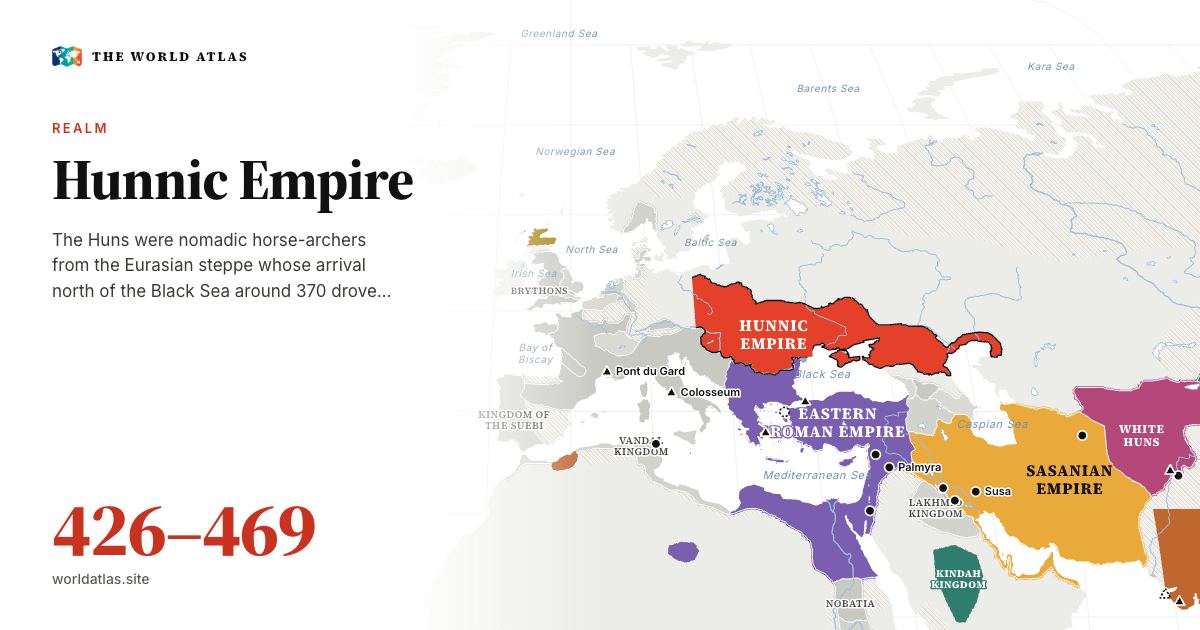 THE WORLD ATLAS
REALM
Hunnic Empire
The Huns were nomadic horse-archers
from the Eurasian steppe whose arrival
north of the Black Sea around 370 drove...
426–469
worldatlas.site
Greenland Sea
Kara Sea
Barents Sea
Norwegian Sea
Baltic Sea
North Sea
Irish Sea
BRYTHONS
HUNNIC
EMPIRE
Bay of
Biscay
Pont du Gard
Black Sea
Colosseum
KINGDOM OF
THE SUEBI
EASTERN
ROMAN EMPIRE
Caspian Sea
WHITE
HUNS
KINGDOM
Palmyra
Mediterranean Sea
SASANIAN
EMPIRE
Susa
KINGDOM
KINDAH
KINGDOM
NOBATIA